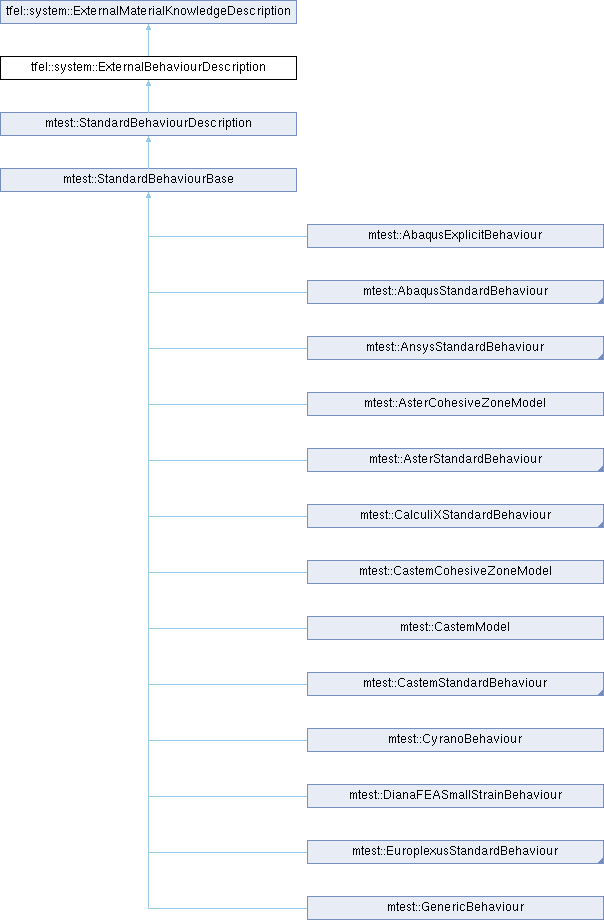 tfel::system::ExternalMaterialKnowledgeDescription
tfel::system::ExternalBehaviourDescription
mtest::StandardBehaviourDescription
mtest::StandardBehaviourBase
mtest::AbaqusExplicitBehaviour
mtest::AbaqusStandardBehaviour
mtest::AnsysStandardBehaviour
mtest::AsterCohesiveZoneModel
mtest::AsterStandardBehaviour
mtest::CalculiXStandardBehaviour
mtest::CastemCohesiveZoneModel
mtest::CastemModel
mtest::CastemStandardBehaviour
mtest::CyranoBehaviour
mtest::DianaFEASmallStrainBehaviour
mtest::EuroplexusStandardBehaviour
mtest::GenericBehaviour